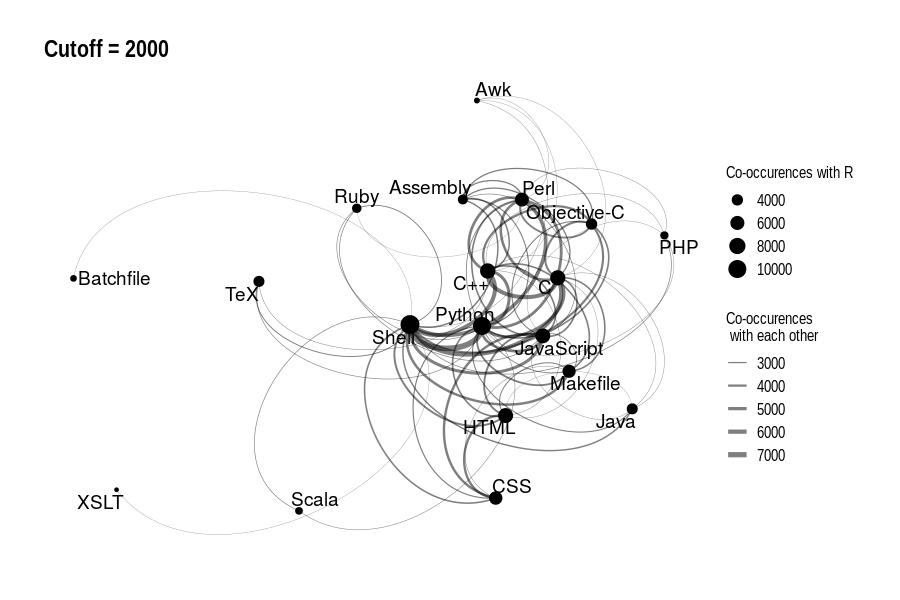 Cutoff = 2000
Awk
Co-occurences with R
4000
6000
8000
10000
Assembly
Perl
Ruby
Objective-C
PHP
Batchfile
TeX
C++
C
Python
Shell
JavaScript
Co-occurences
with each other
3000
4000
5000
6000
7000
Makefile
Java
HTML
CSS
XSLT
Scala